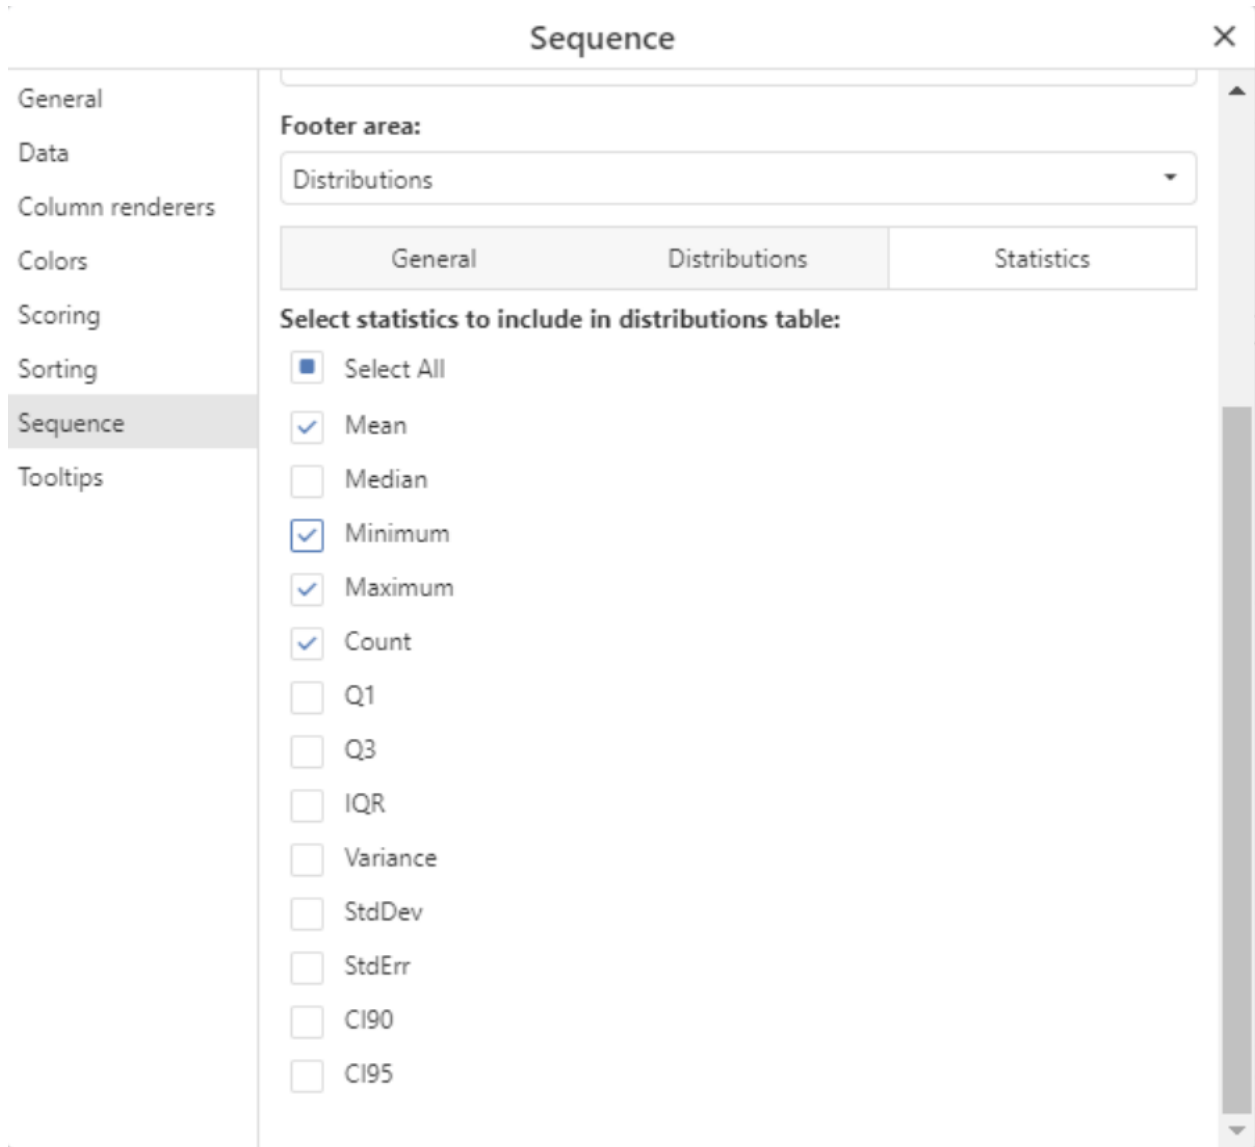 Sequence
General
Data
Column renderers
Colors
Scoring
Sorting
Sequence
Tooltips
Footer area:
Distributions
General Distributions Statistics
Select statistics to include in distributions table:
Select All
Mean
Median
Minimum
Maximum
Count
Q1
Q3
IQR
Variance
StdDev
StdErr
CI90
CI95